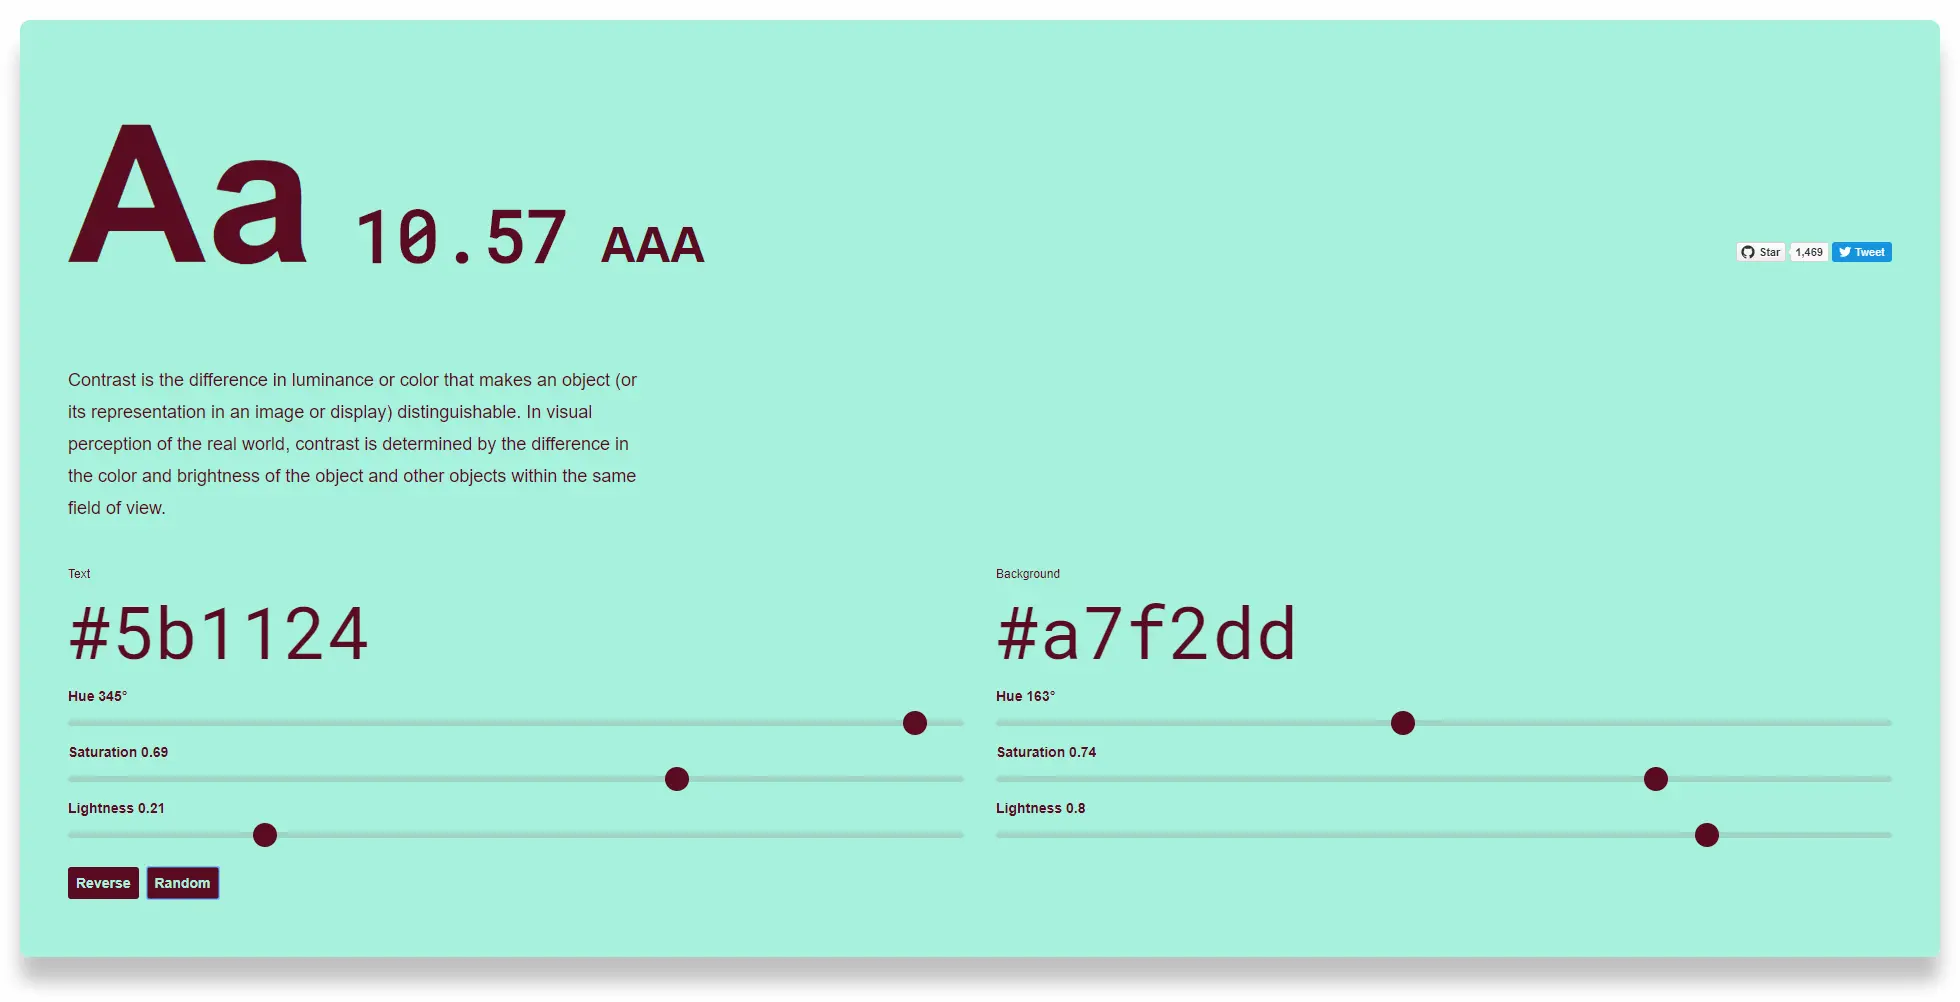 Aa 10.57 AAA
Star 1,469 Tweet
Contrast is the difference in luminance or color that makes an object (or
its representation in an image or display) distinguishable. In visual
perception of the real world, contrast is determined by the difference in
the color and brightness of the object and other objects within the same
field of view.
Text
#5b1124
Hue 345°
Saturation 0.69
Lightness 0.21
Background
#a7f2dd
Hue 163°
Saturation 0.74
Lightness 0.8
Reverse Random